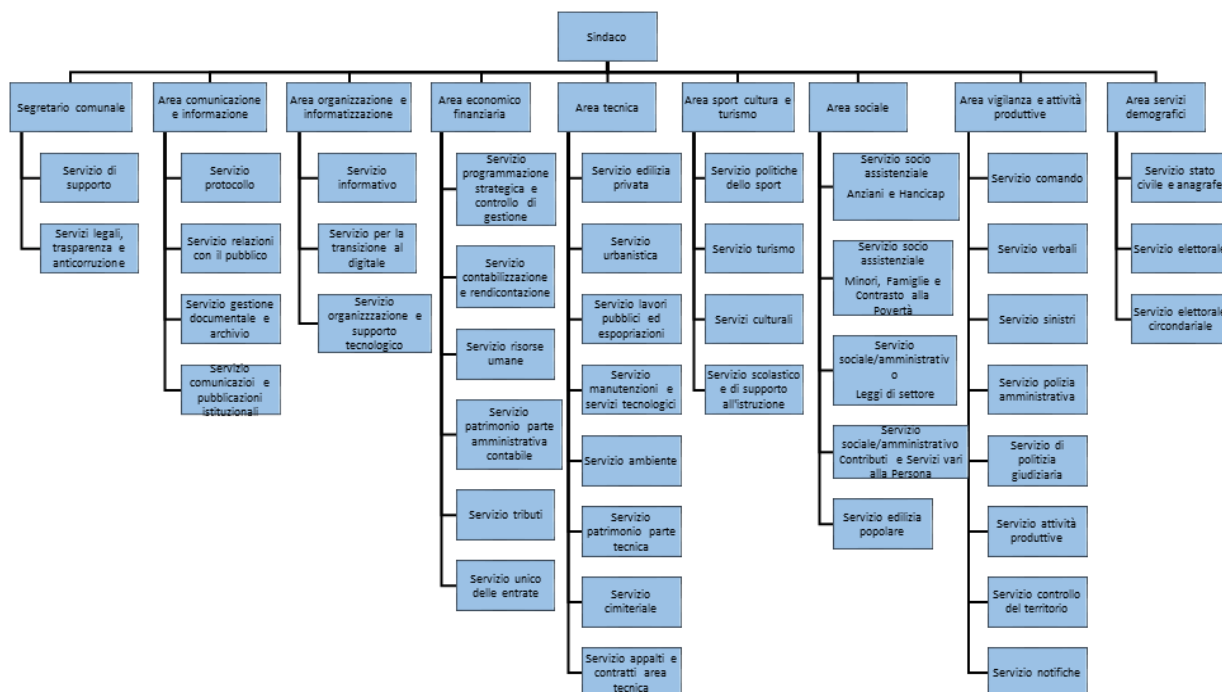 Sindaco
Segretario comunale
Servizio di
supporto
Servizi legali,
trasparenza e
anticorruzione
Area comunicazione
e informazione
Servizio
protocollo
Servizio relazioni
con il pubblico
Servizio gestione
documentale e
archivio
Servizio
comunicazioi e
pubblicazioni
istituzionali
Area organizzazione e
informatizzazione
Servizio
informativo
Servizio per la
transizione al
digitale
Servizio
organizzzazione e
supporto
tecnologico
Area economico
finanziaria
Servizio
programmazione
strategica e
controllo di
gestione
Servizio
contabilizzazione
e rendicontazione
Servizio risorse
umane
Servizio
patrimonio parte
amministrativa
contabile
Servizio tributi
Servizio unico
delle entrate
Area tecnica
Servizio edilizia
privata
Servizio
urbanistica
Servizio lavori
pubblici ed
espopriazioni
Servizio
manutenzioni e
servizi tecnologici
Servizio ambiente
Servizio
patrimonio parte
tecnica
Servizio
cimiteriale
Servizio appalti e
contratti area
tecnica
Area sport cultura e
turismo
Servizio politiche
dello sport
Servizio turismo
Servizi culturali
Servizio scolastico
e di supporto
all'istruzione
Area sociale
Servizio socio
assistenziale
Anziani e Handicap
Servizio socio
assistenziale
Minori, Famiglie e
Contrasto alla
Povertà
Servizio
sociale/amministrativ
o
Leggi di settore
Servizio
sociale/amministrativo
Contributi e Servizi vari
alla Persona
Servizio edilizia
popolare
Area vigilanza e attività
produttive
Servizio comando
Servizio verbali
Servizio sinistri
Servizio polizia
amministrativa
Servizio di
politizia
giudiziaria
Servizio attività
produttive
Servizio controllo
del territorio
Servizio notifiche
Area servizi
demografici
Servizio stato
civile e anagrafe
Servizio elettorale
Servizio elettorale
circondariale